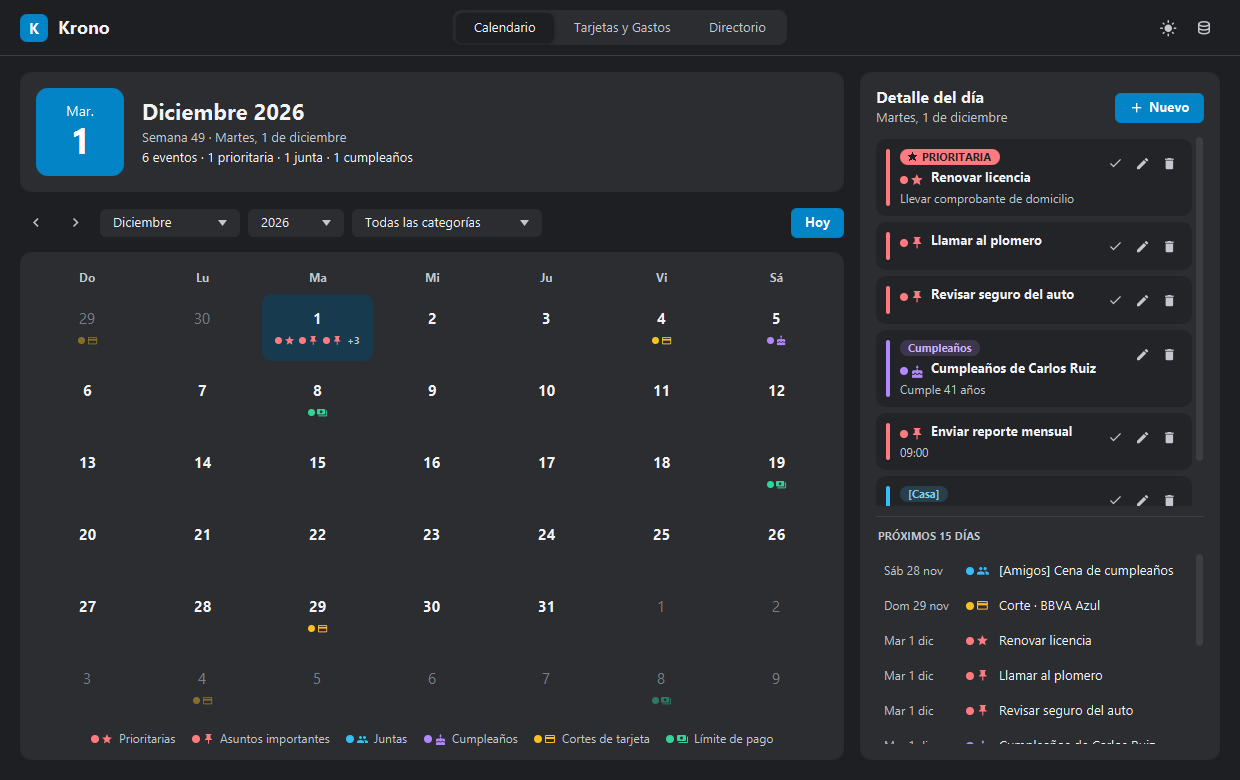 K Krono
Calendario Tarjetas y Gastos Directorio
Mar.
1
Diciembre 2026
Semana 49 · Martes, 1 de diciembre
6 eventos · 1 prioritaria · 1 junta · 1 cumpleaños
Diciembre 2026 Todas las categorías Hoy
Do Lu Ma Mi Ju Vi Sá
29 30 1 2 3 4 5
+3
6 7 8 9 10 11 12
13 14 15 16 17 18 19
20 21 22 23 24 25 26
27 28 29 30 31 1 2
3 4 5 6 7 8 9
Prioritarias Asuntos importantes Juntas Cumpleaños Cortes de tarjeta Límite de pago
Detalle del día
Martes, 1 de diciembre
+ Nuevo
PRIORITARIA
Renovar licencia
Llevar comprobante de domicilio
Llamar al plomero
Revisar seguro del auto
Cumpleaños
Cumpleaños de Carlos Ruiz
Cumple 41 años
Enviar reporte mensual
09:00
[Casa]
PRÓXIMOS 15 DÍAS
Sáb 28 nov [Amigos] Cena de cumpleaños
Dom 29 nov Corte · BBVA Azul
Mar 1 dic Renovar licencia
Mar 1 dic Llamar al plomero
Mar 1 dic Revisar seguro del auto
Mar 1 dic Cumpleaños de Carlos Ruiz